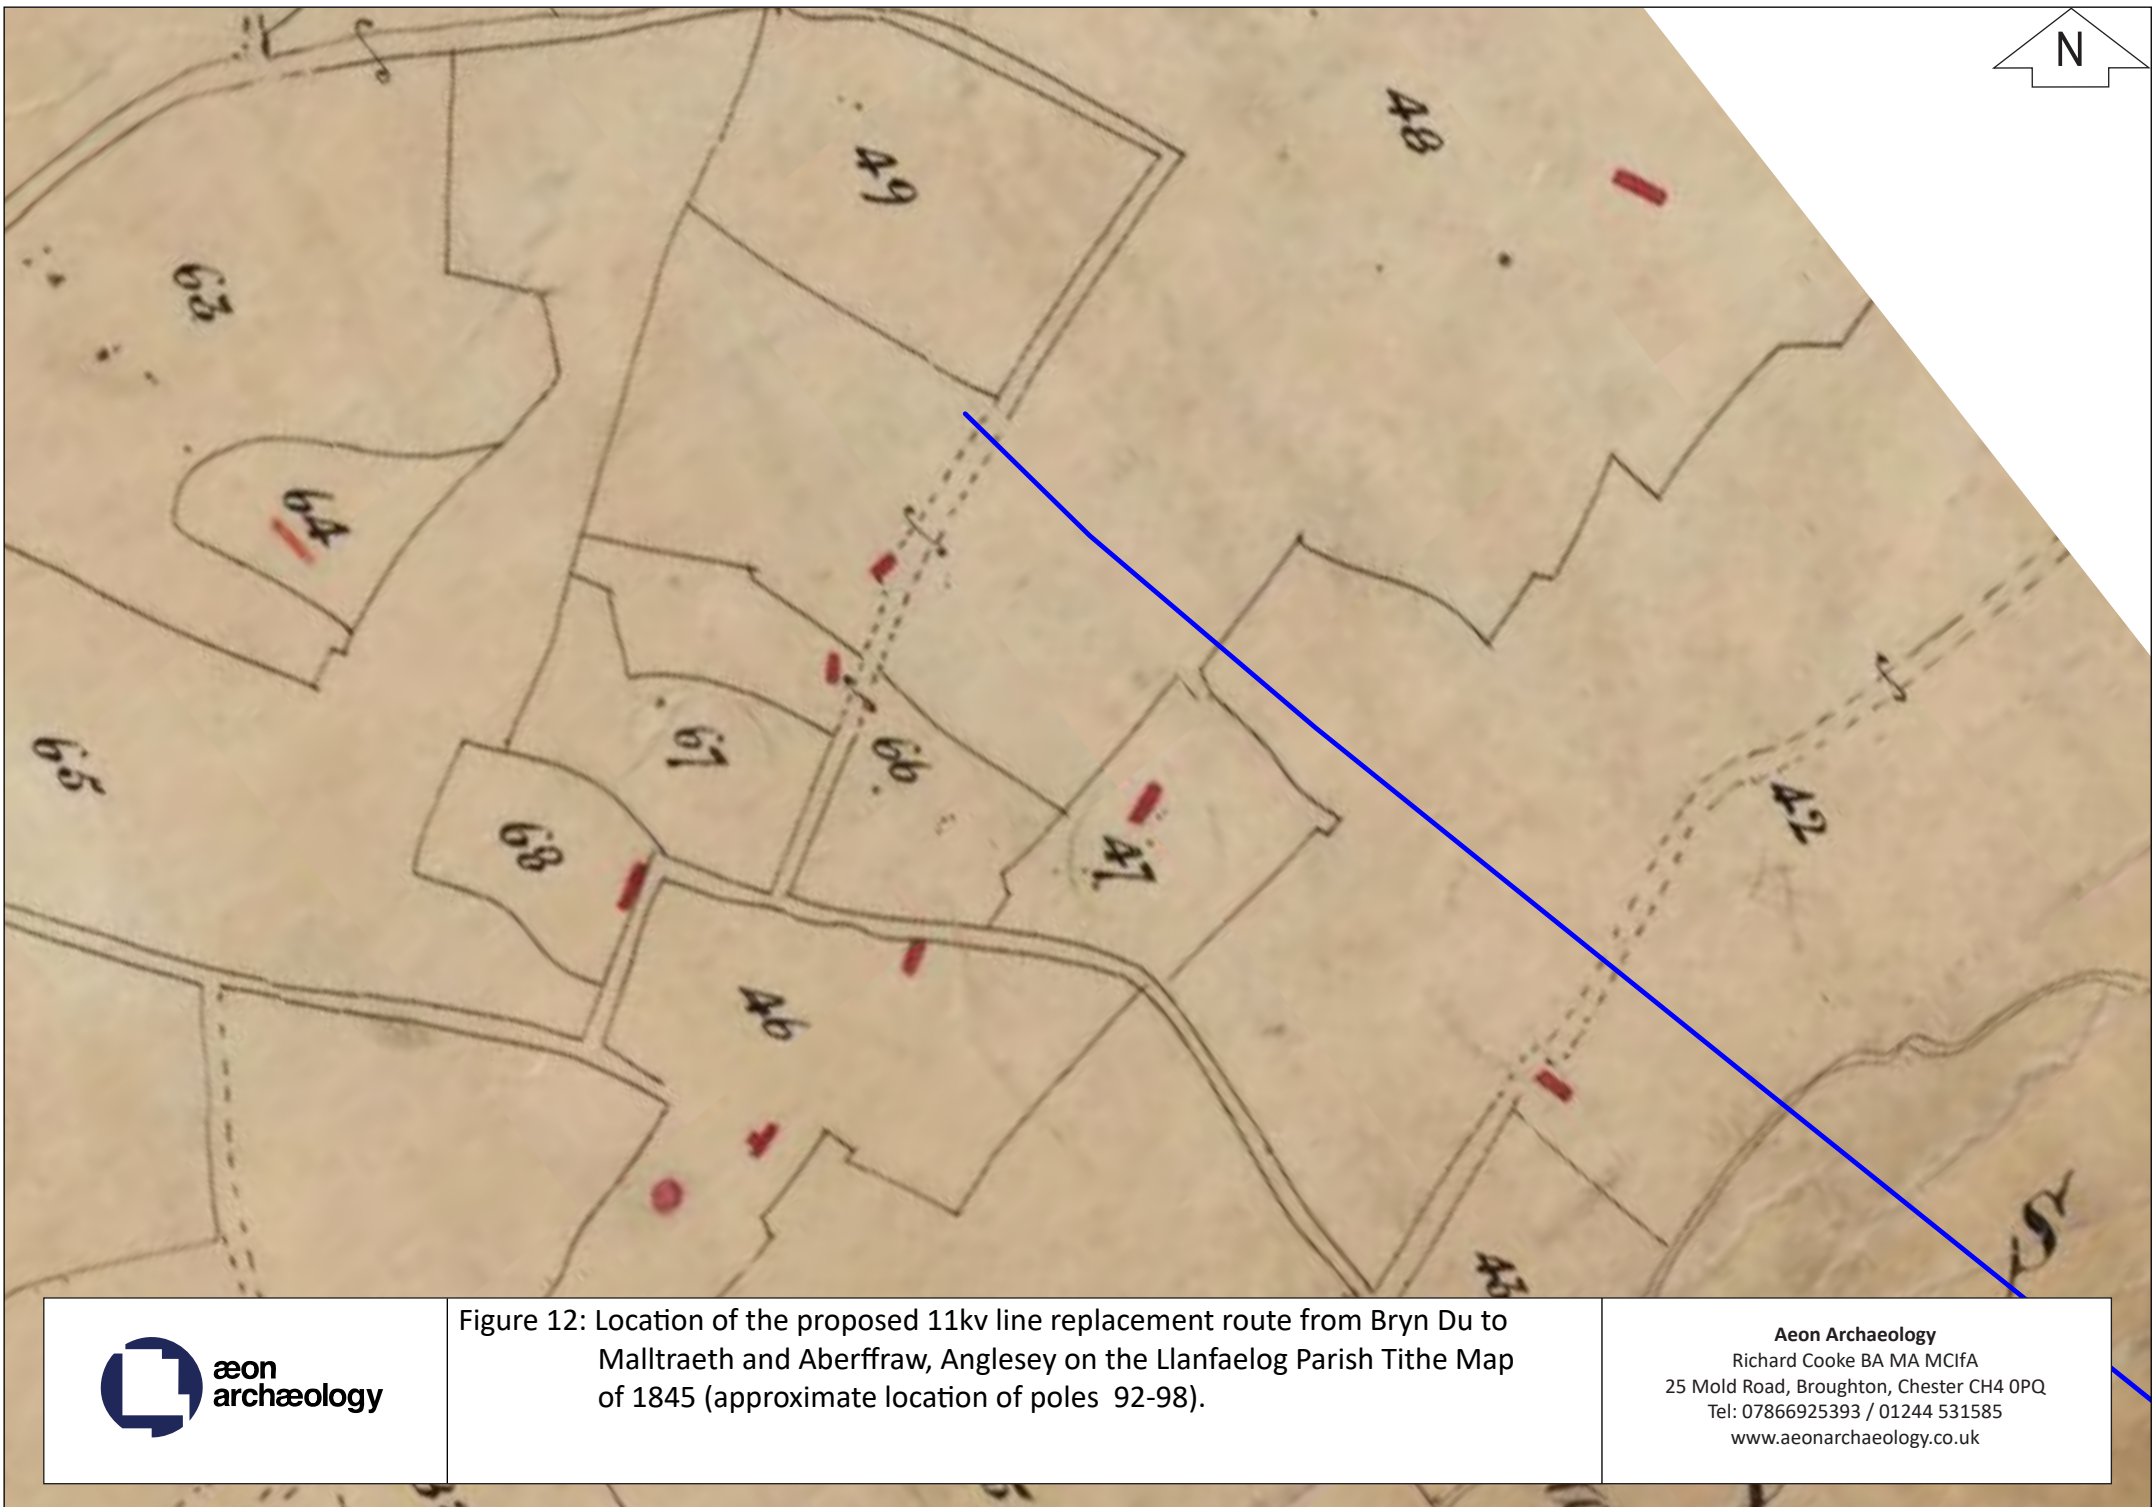 N
48
49
63
64
42
65
67
66
68
47
46
43
æon
archæology
Figure 12: Location of the proposed 11kv line replacement route from Bryn Du to
Malltraeth and Aberffraw, Anglesey on the Llanfaelog Parish Tithe Map
of 1845 (approximate location of poles 92-98).
Aeon Archaeology
Richard Cooke BA MA MCIfA
25 Mold Road, Broughton, Chester CH4 0PQ
Tel: 07866925393 / 01244 531585
www.aeonarchaeology.co.uk